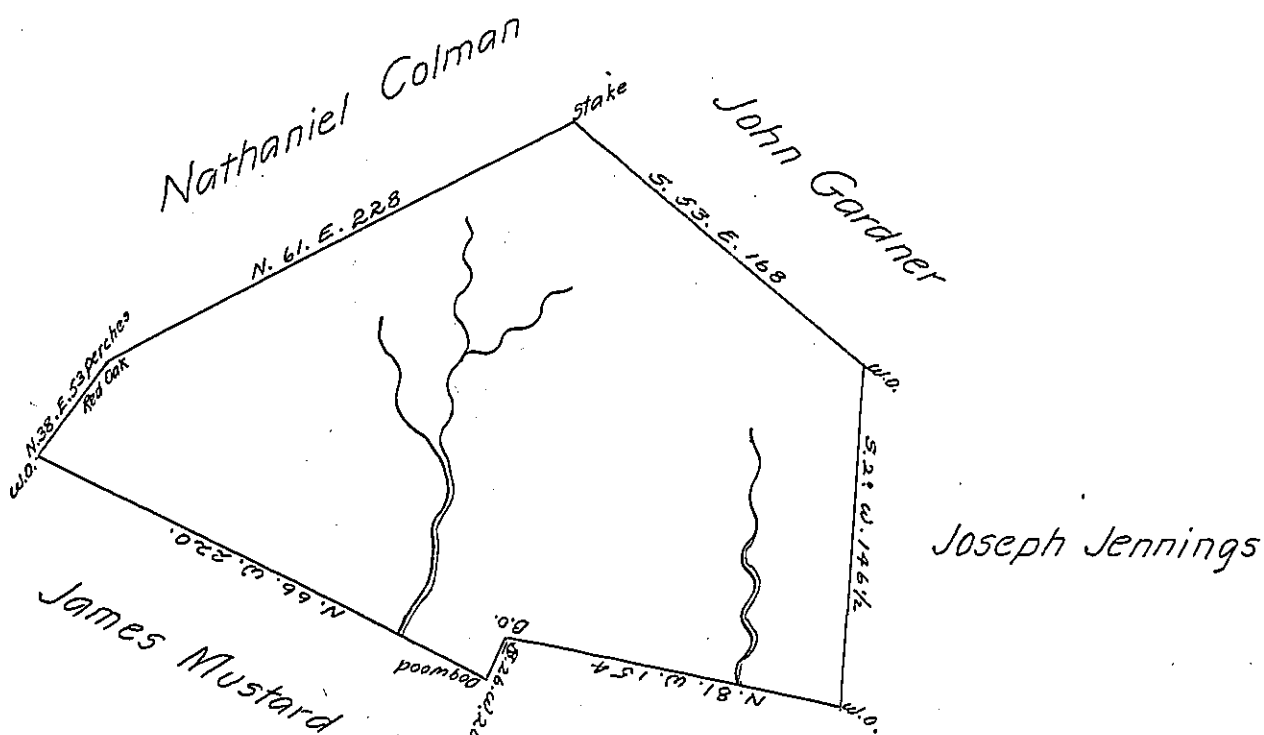 Nathaniel Colman
stake
John Gardner
N. 61. E. 228
S. 53. E. 168
N. 38. E. 53 perches
Red Oak
W.O.
W.O.
S. 2° W. 146½
Joseph Jennings
N. 66. W. 220.
James Mustard
Dogwood
B.O.
N. 81. W. 154
W.O.